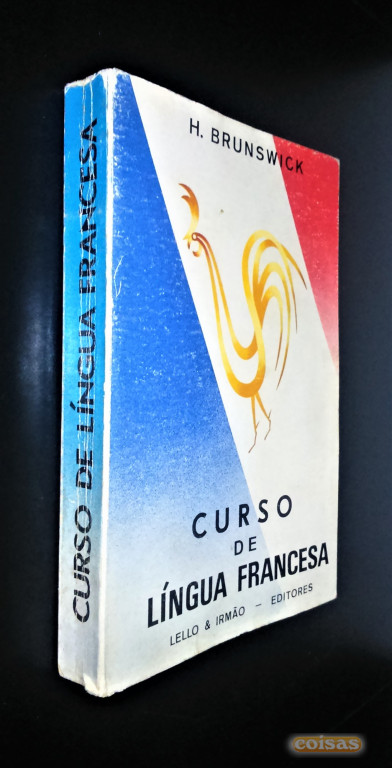 H. BRUNSWICK
CURSO
DE
LÍNGUA FRANCESA
LELLO & IRMÃO — EDITORES
CURSO DE LÍNGUA FRANCESA
coisas